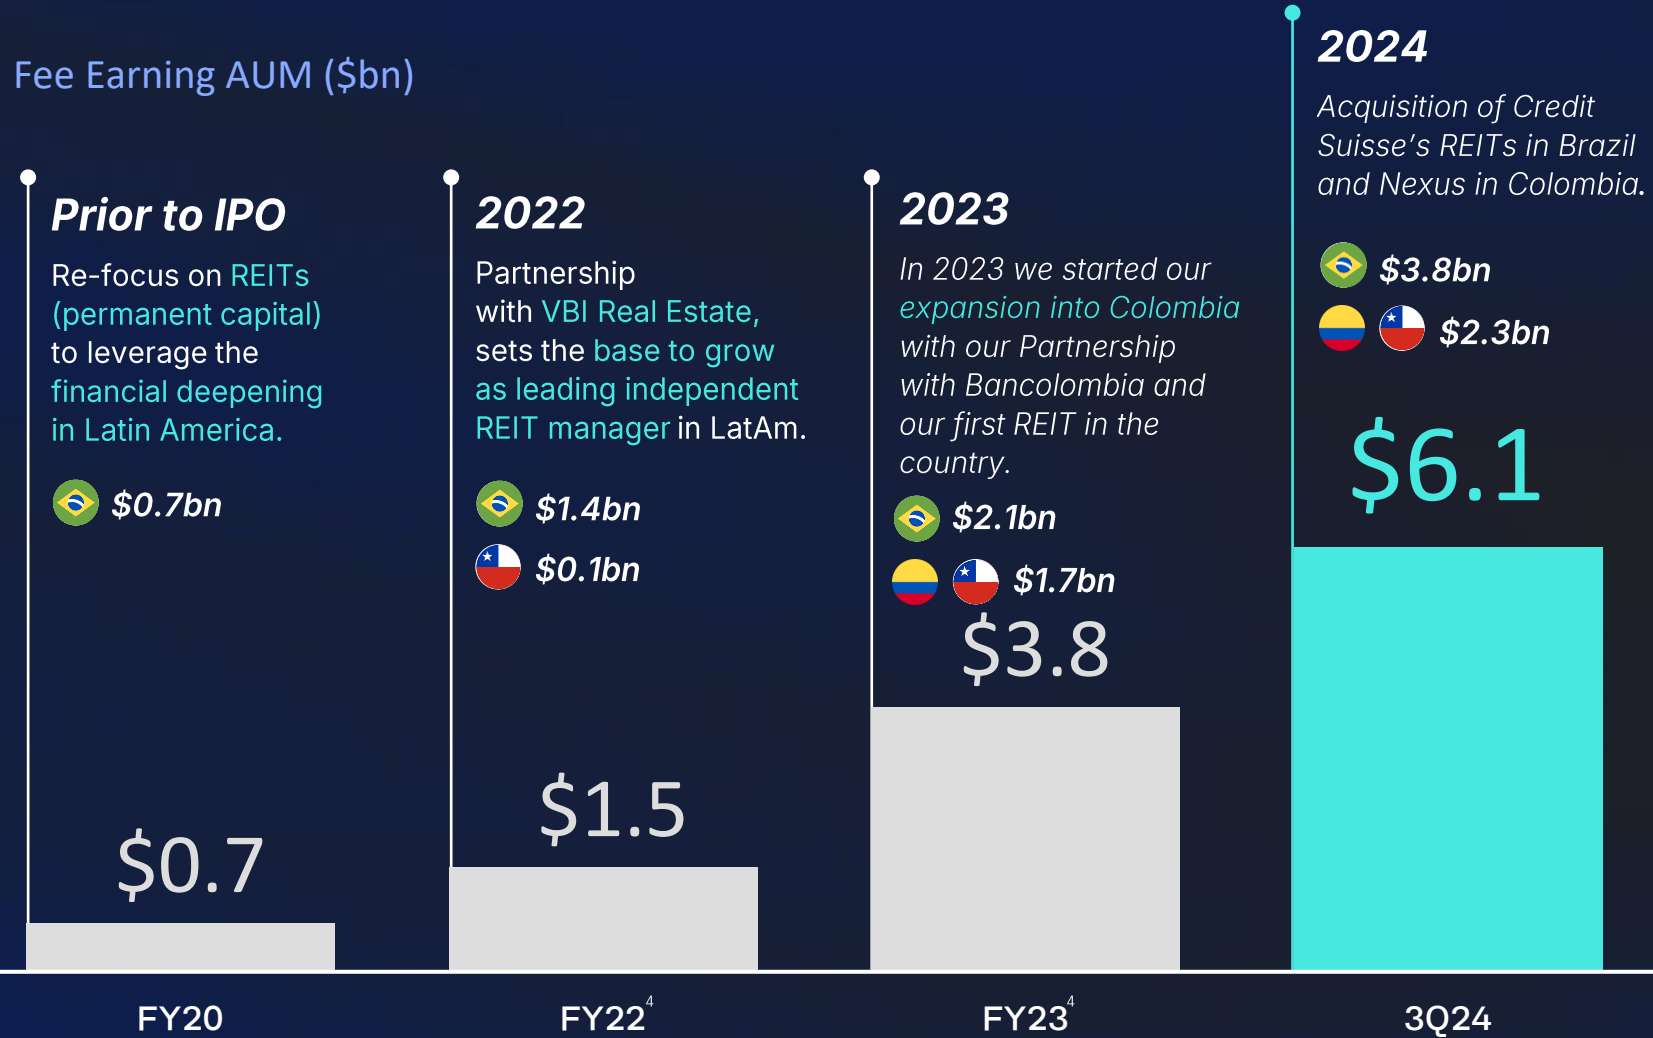 Fee Earning AUM ($bn)
Prior to IPO
Re-focus on REITs
(permanent capital)
to leverage the
financial deepening
in Latin America.
$0.7bn
$0.7
FY20
2022
Partnership
with VBI Real Estate,
sets the base to grow
as leading independent
REIT manager in LatAm.
$1.4bn
$0.1bn
$1.5
FY22⁴
2023
In 2023 we started our
expansion into Colombia
with our Partnership
with Bancolombia and
our first REIT in the
country.
$2.1bn
$1.7bn
$3.8
FY23⁴
2024
Acquisition of Credit
Suisse’s REITs in Brazil
and Nexus in Colombia.
$3.8bn
$2.3bn
$6.1
3Q24